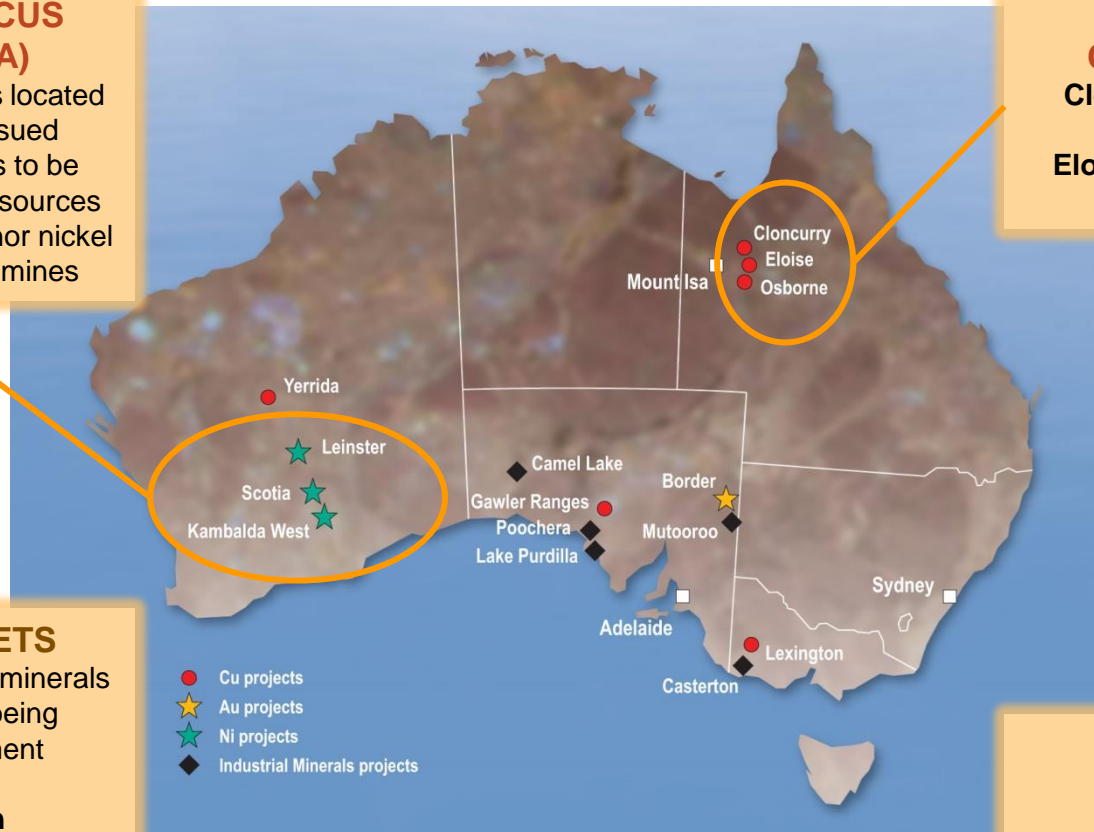 CUS
A)
s located
sued
s to be
sources
nor nickel
mines
C
Clo
Elo
Cloncurry
Eloise
Mount Isa
Osborne
Yerrida
Leinster
Scotia
Kambalda West
Camel Lake
Gawler Ranges
Poochera
Lake Purdilla
Border
Mutooroo
Sydney
Adelaide
Lexington
Casterton
ETS
minerals
being
nent
n
Cu projects
Au projects
Ni projects
Industrial Minerals projects